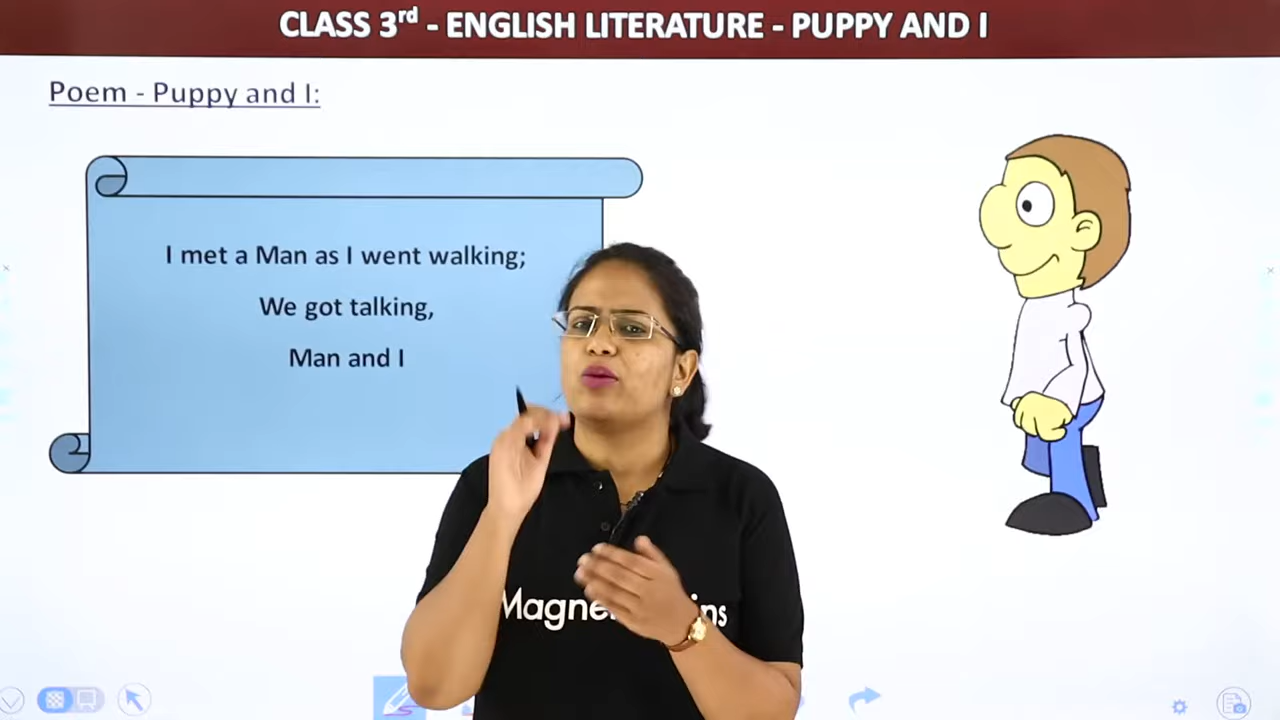 CLASS 3rd - ENGLISH LITERATURE - PUPPY AND I
Poem - Puppy and I:
I met a Man as I went walking;
We got talking,
Man and I